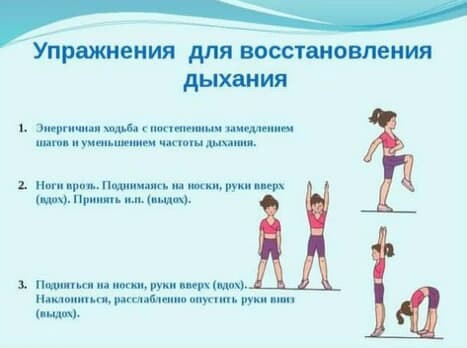 Упражнения для восстановления
дыхания
1. Энергичная ходьба с постепенным замедлением
шагов и уменьшением частоты дыхания.
2. Ноги врозь. Поднимаясь на носки, руки вверх
(вдох). Принять и.п. (выдох).
3. Подняться на носки, руки вверх (вдох).
Наклониться, расслабленно опустить руки вниз
(выдох).